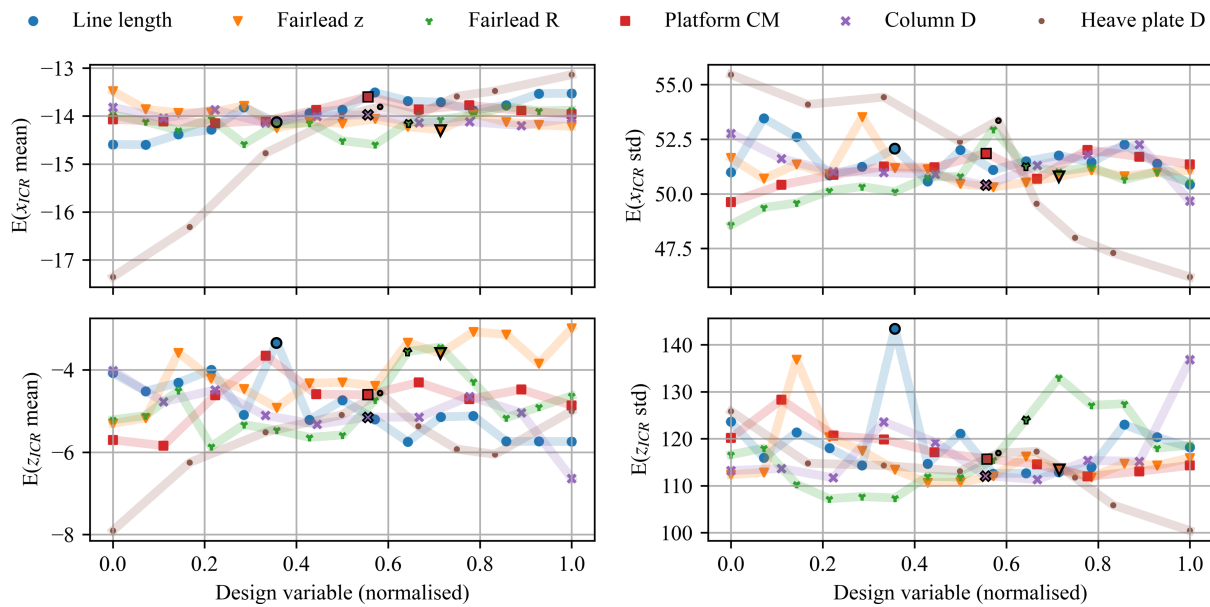 Line length Fairlead z Fairlead R Platform CM Column D Heave plate D
−13
−14
−15
−16
−17
E(x_ICR mean)
55.0
52.5
50.0
47.5
E(x_ICR std)
−4
−6
−8
E(z_ICR mean)
0.0 0.2 0.4 0.6 0.8 1.0
Design variable (normalised)
140
130
120
110
100
E(z_ICR std)
0.0 0.2 0.4 0.6 0.8 1.0
Design variable (normalised)